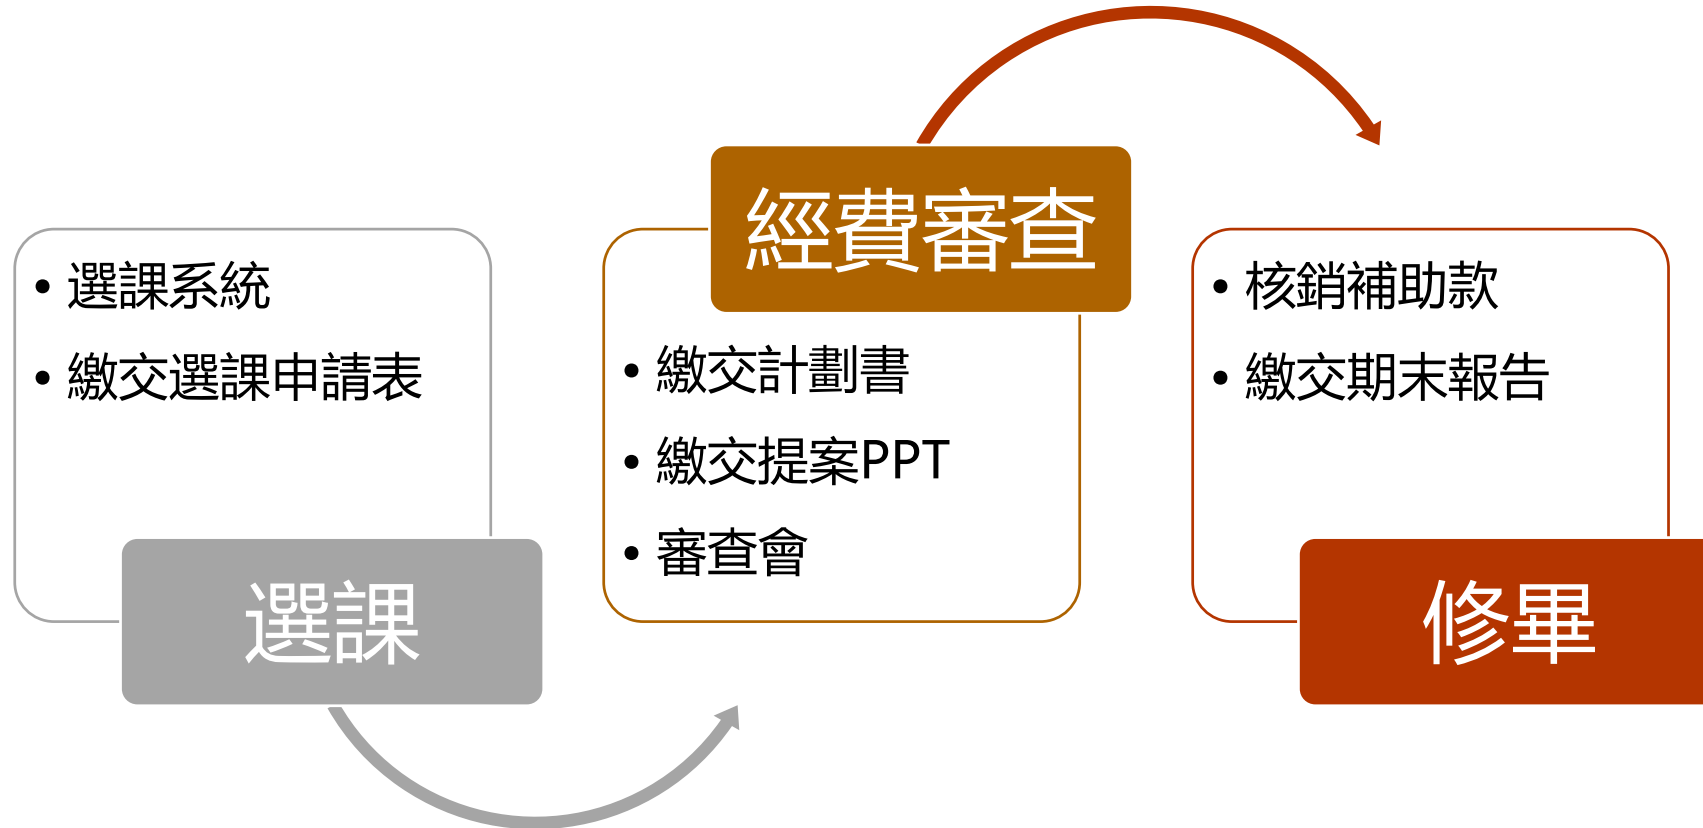 • 選課系統
• 繳交選課申請表
選課
經費審查
• 繳交計劃書
• 繳交提案PPT
• 審查會
• 核銷補助款
• 繳交期末報告
修畢